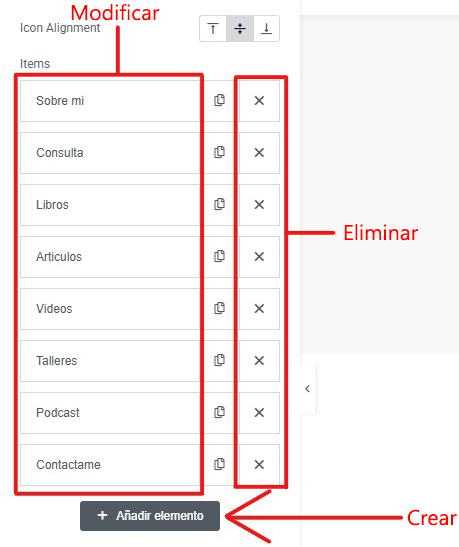 Modificar
Icon Alignment
Items
Sobre mi
Consulta
Libros
Eliminar
Articulos
Videos
Talleres
Podcast
Contactame
+ Añadir elemento
Crear